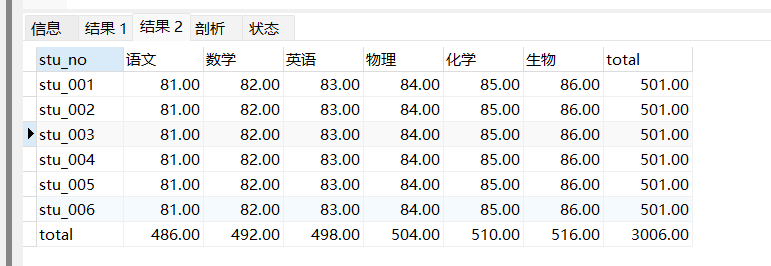 信息 结果 1 结果 2 剖析 状态
stu_no 语文 数学 英语 物理 化学 生物 total
stu_001 81.00 82.00 83.00 84.00 85.00 86.00 501.00
stu_002 81.00 82.00 83.00 84.00 85.00 86.00 501.00
stu_003 81.00 82.00 83.00 84.00 85.00 86.00 501.00
stu_004 81.00 82.00 83.00 84.00 85.00 86.00 501.00
stu_005 81.00 82.00 83.00 84.00 85.00 86.00 501.00
stu_006 81.00 82.00 83.00 84.00 85.00 86.00 501.00
total 486.00 492.00 498.00 504.00 510.00 516.00 3006.00